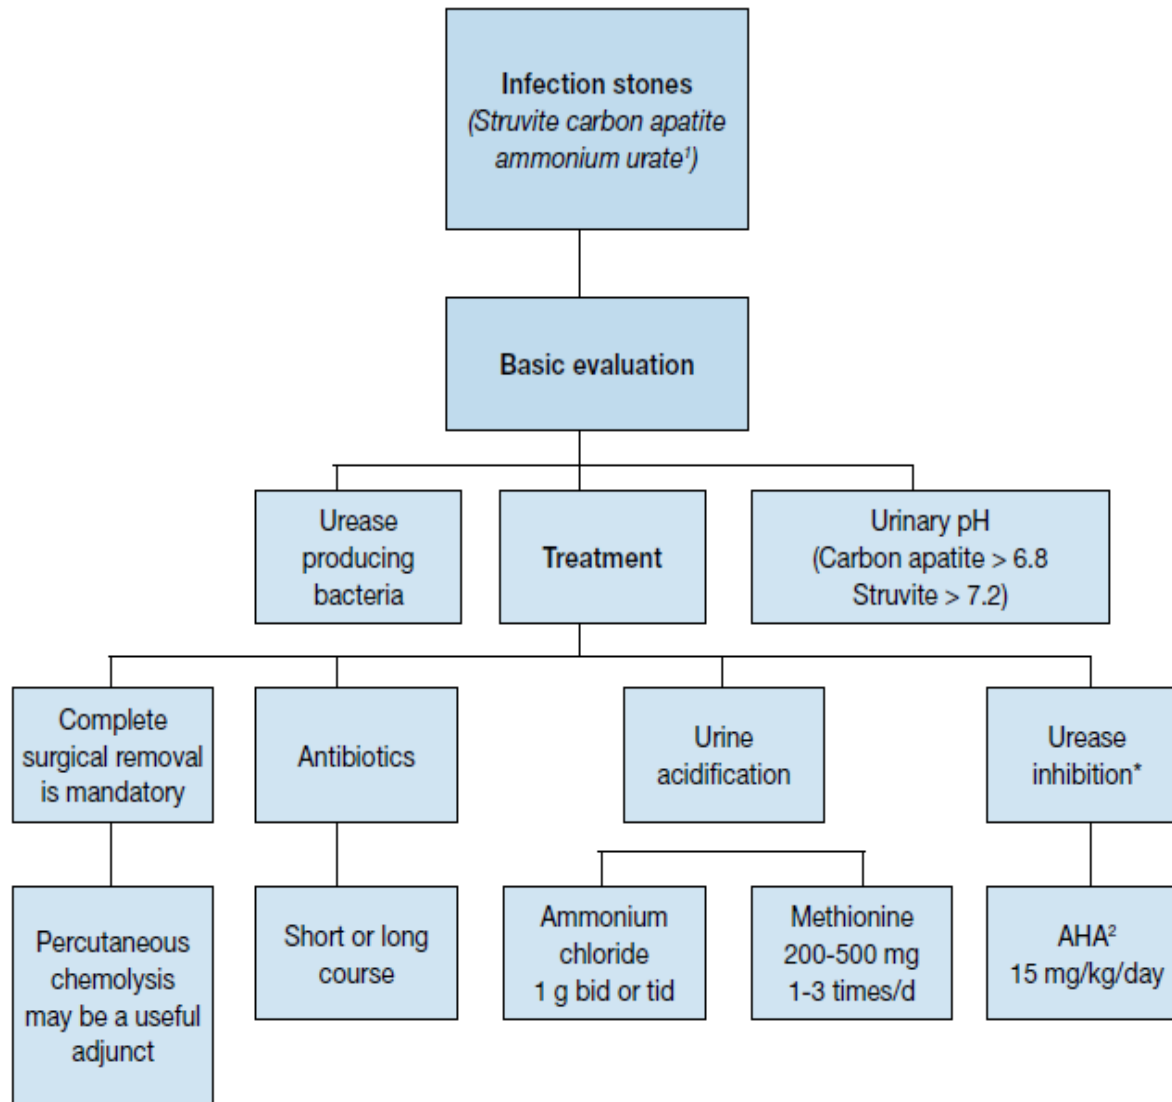 Infection stones
(Struvite carbon apatite
ammonium urate¹)
Basic evaluation
Urease
producing
bacteria
Treatment
Urinary pH
(Carbon apatite > 6.8
Struvite > 7.2)
Complete
surgical removal
is mandatory
Antibiotics
Urine
acidification
Urease
inhibition*
Percutaneous
chemolysis
may be a useful
adjunct
Short or long
course
Ammonium
chloride
1 g bid or tid
Methionine
200-500 mg
1-3 times/d
AHA²
15 mg/kg/day